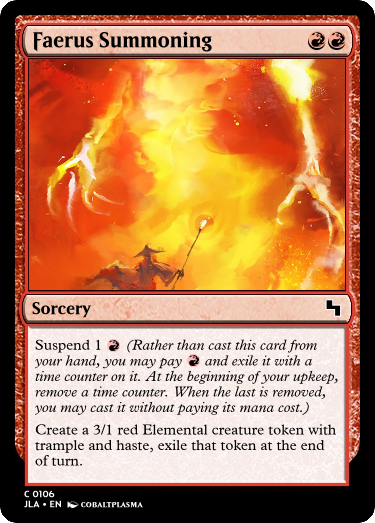 Faerus Summoning
Sorcery
Suspend 1 (Rather than cast this card from
your hand, you may pay and exile it with a
time counter on it. At the beginning of your upkeep,
remove a time counter. When the last is removed,
you may cast it without paying its mana cost.)
Create a 3/1 red Elemental creature token with
trample and haste, exile that token at the end
of turn.
C 0106
JLA • EN COBALTPLASMA